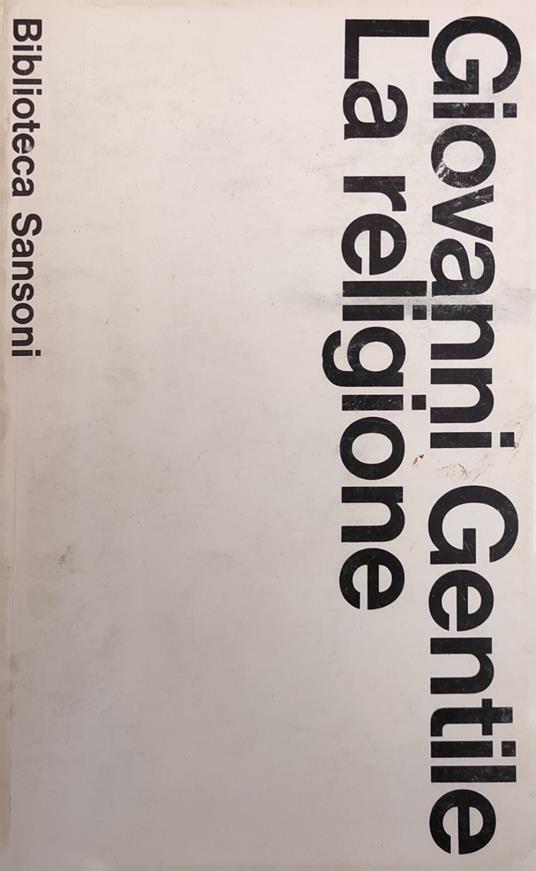 Giovanni Gentile
La religione
Biblioteca Sansoni